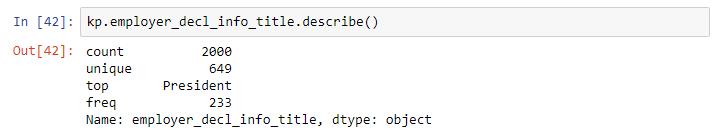 In [42]: kp.employer_decl_info_title.describe()
Out[42]: count 2000
unique 649
top President
freq 233
Name: employer_decl_info_title, dtype: object